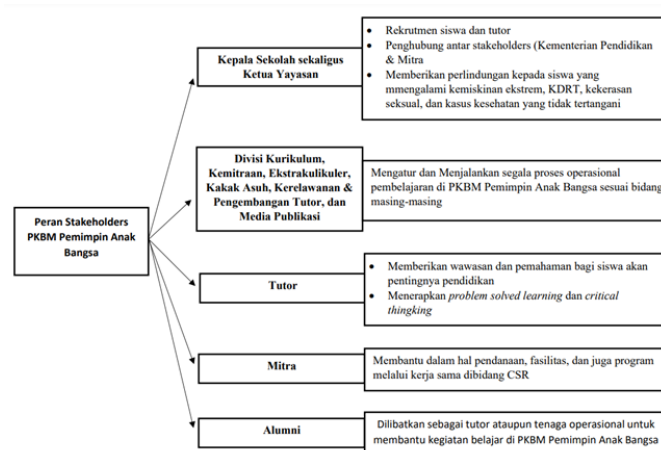 Peran Stakeholders
PKBM Pemimpin Anak
Bangsa
Kepala Sekolah sekaligus
Ketua Yayasan
• Rekrutmen siswa dan tutor
• Penghubung antar stakeholders (Kementerian Pendidikan
& Mitra
• Memberikan perlindungan kepada siswa yang
mmengalami kemiskinan ekstrem, KDRT, kekerasan
seksual, dan kasus kesehatan yang tidak tertangani
Divisi Kurikulum,
Kemitraan, Ekstrakulikuler,
Kakak Asuh, Kerelawanan &
Pengembangan Tutor, dan
Media Publikasi
Mengatur dan Menjalankan segala proses operasional
pembelajaran di PKBM Pemimpin Anak Bangsa sesuai bidang
masing-masing
Tutor
• Memberikan wawasan dan pemahaman bagi siswa akan
pentingnya pendidikan
• Menerapkan problem solved learning dan critical
thingking
Mitra
Membantu dalam hal pendanaan, fasilitas, dan juga program
melalui kerja sama dibidang CSR
Alumni
Dilibatkan sebagai tutor ataupun tenaga operasional untuk
membantu kegiatan belajar di PKBM Pemimpin Anak Bangsa